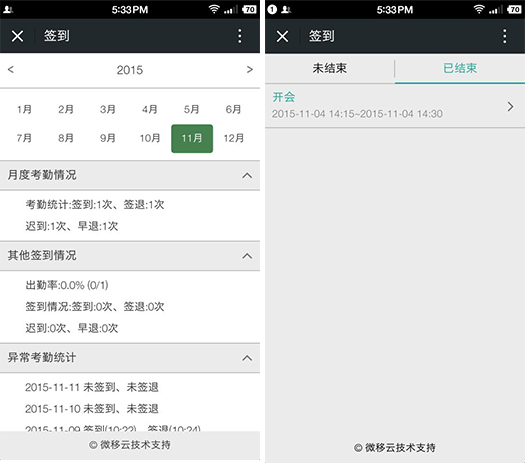 5:33 PM
70
签到
2015
1月 2月 3月 4月 5月 6月
7月 8月 9月 10月 11月 12月
月度考勤情况
考勤统计:签到:1次、签退:1次
迟到:1次、早退:1次
其他签到情况
出勤率:0.0% (0/1)
签到情况:签到:0次、签退:0次
迟到:0次、早退:0次
异常考勤统计
2015-11-11 未签到、未签退
2015-11-10 未签到、未签退
2015-11-09 签到(10:22)、签退(10:24)
© 微移云技术支持
1
5:33 PM
70
签到
未结束 已结束
开会
2015-11-04 14:15~2015-11-04 14:30
© 微移云技术支持